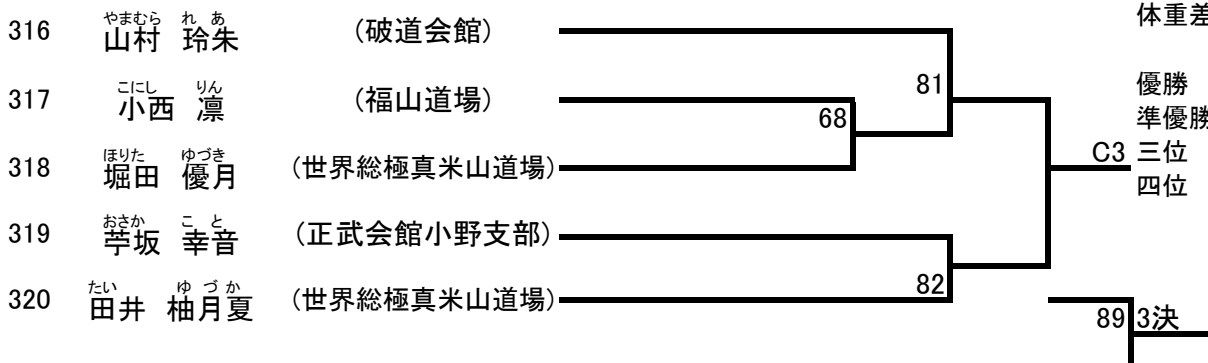 体重差
やまむら れ あ
316 山村 玲朱 (破道会館)
81
優勝
こにし りん
317 小西 凛 (福山道場)
68
準優勝
C3 三位
ほりた ゆづき
318 堀田 優月 (世界総極真米山道場)
四位
おさか こ と
319 苧坂 幸音 (正武会館小野支部)
82
たい ゆ づ か
320 田井 柚月夏 (世界総極真米山道場)
89 3決